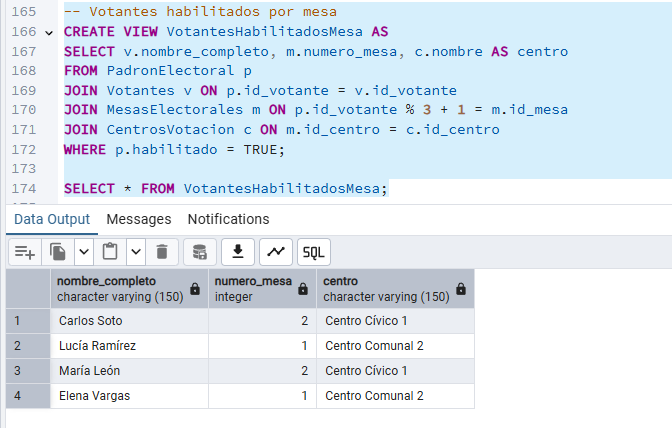 165 -- Votantes habilitados por mesa
166 CREATE VIEW VotantesHabilitadosMesa AS
167 SELECT v.nombre_completo, m.numero_mesa, c.nombre AS centro
168 FROM PadronElectoral p
169 JOIN Votantes v ON p.id_votante = v.id_votante
170 JOIN MesasElectorales m ON p.id_votante % 3 + 1 = m.id_mesa
171 JOIN CentrosVotacion c ON m.id_centro = c.id_centro
172 WHERE p.habilitado = TRUE;
173
174 SELECT * FROM VotantesHabilitadosMesa;
Data Output Messages Notifications
SQL
nombre_completo numero_mesa centro
character varying (150) integer character varying (150)
1 Carlos Soto 2 Centro Cívico 1
2 Lucía Ramírez 1 Centro Comunal 2
3 María León 2 Centro Cívico 1
4 Elena Vargas 1 Centro Comunal 2